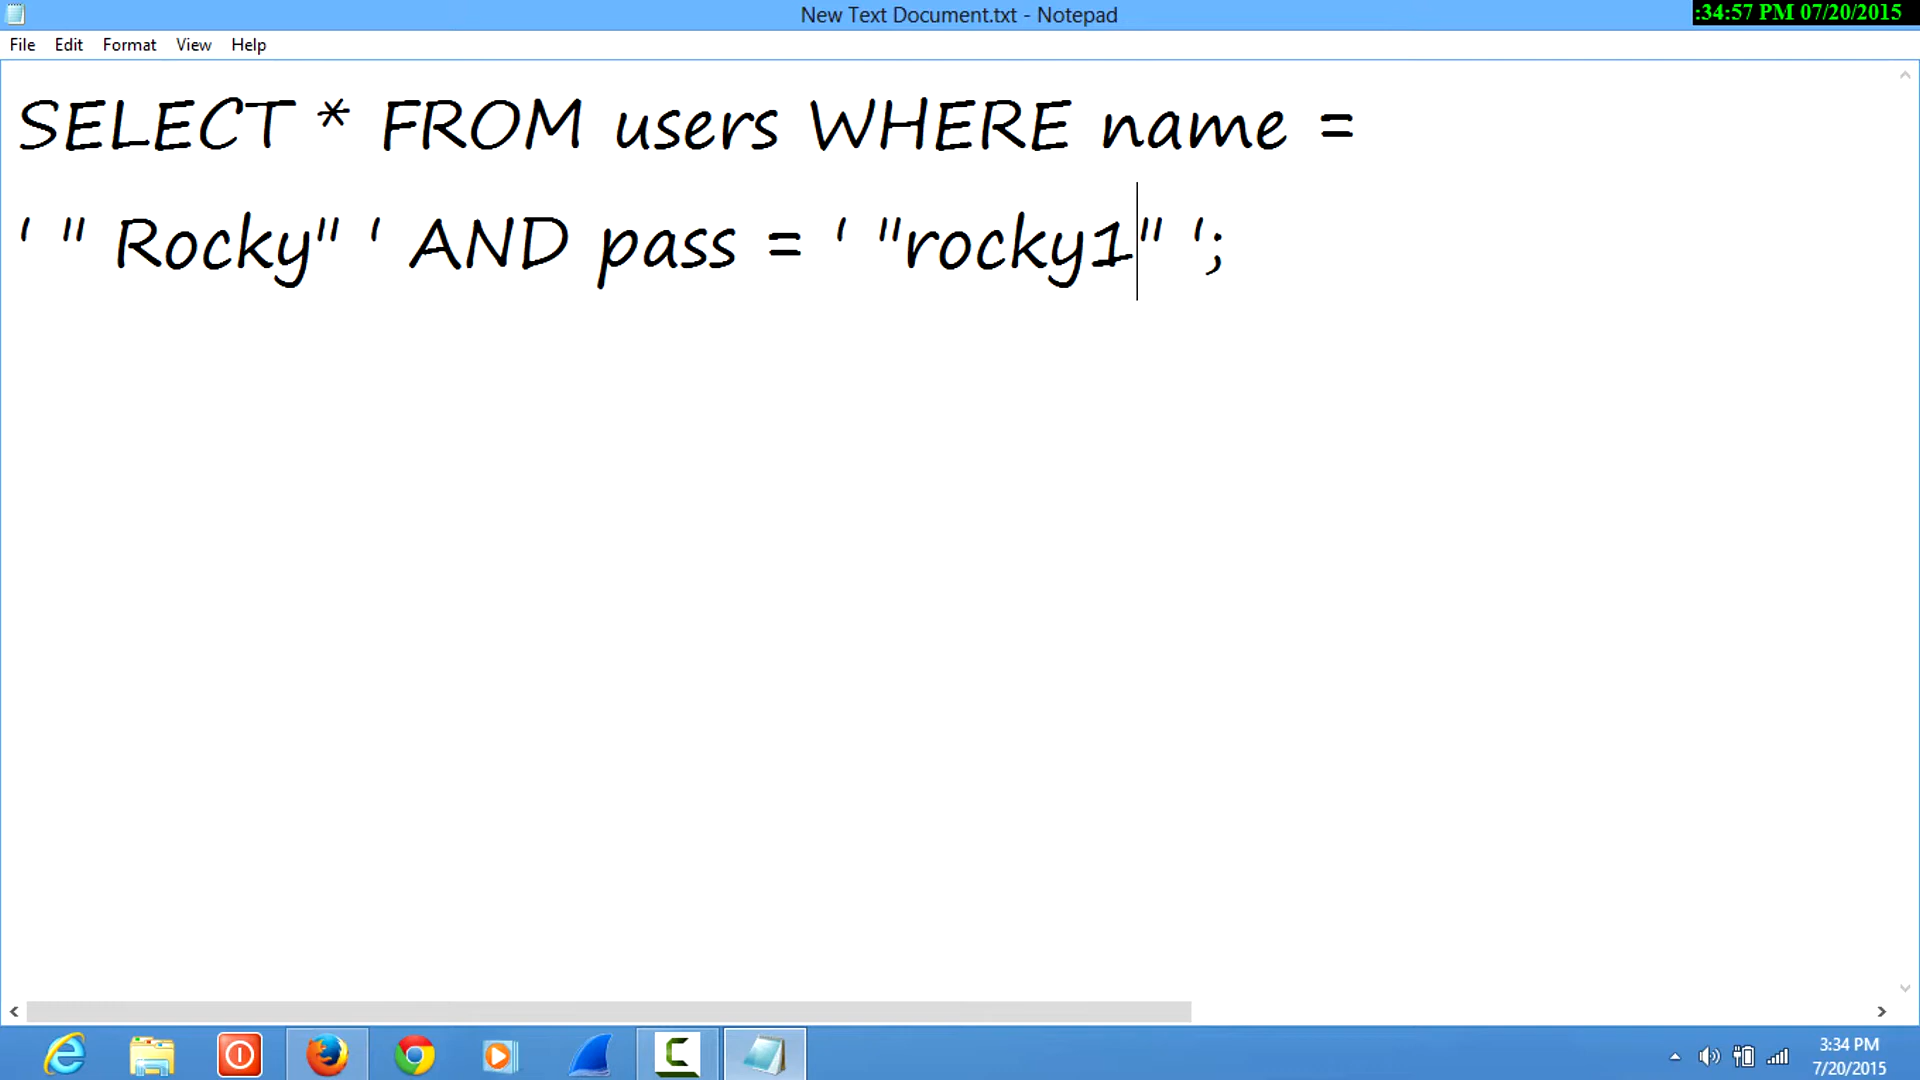 New Text Document.txt - Notepad
:34:57 PM 07/20/2015
File Edit Format View Help
SELECT * FROM users WHERE name =
' " Rocky" ' AND pass = ' "rocky1" ';
3:34 PM
7/20/2015